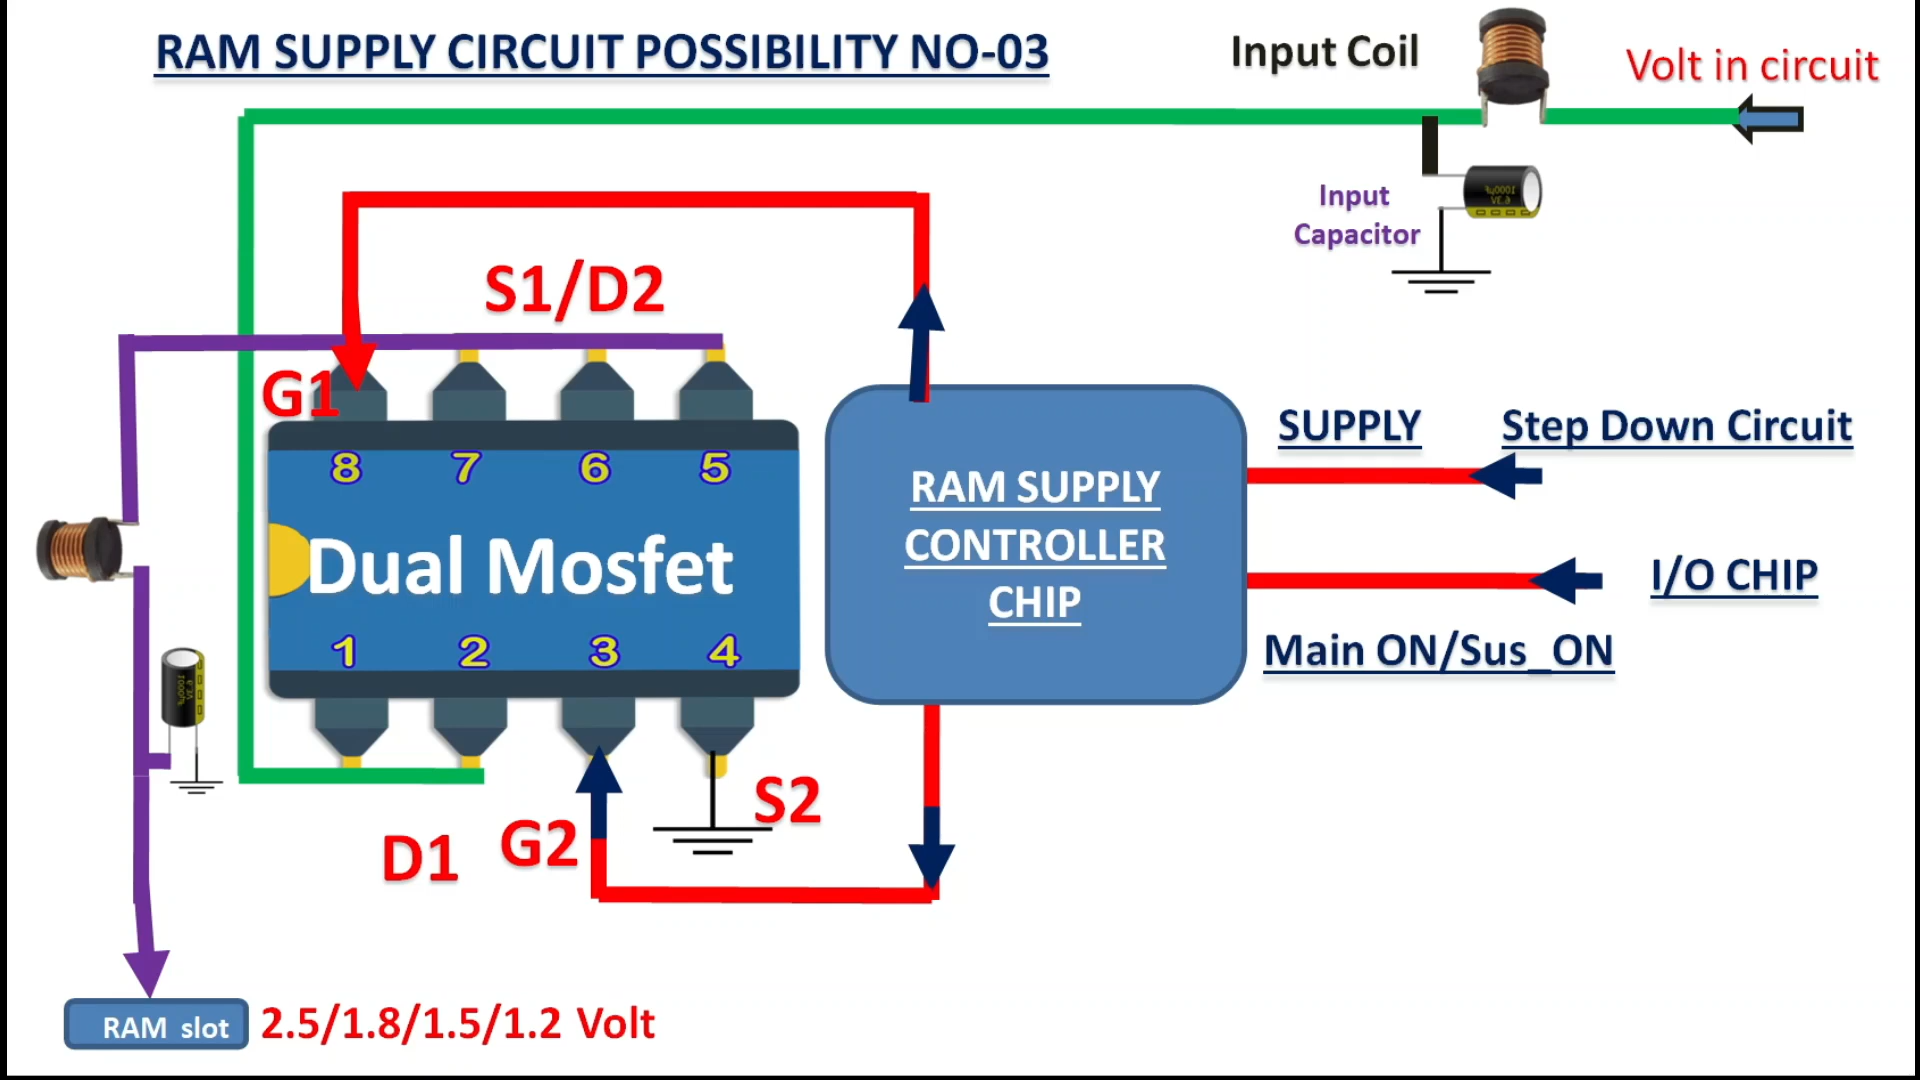 RAM SUPPLY CIRCUIT POSSIBILITY NO-03
Input Coil
Volt in circuit
Input
Capacitor
S1/D2
G1
8 7 6 5
Dual Mosfet
1 2 3 4
RAM SUPPLY
CONTROLLER
CHIP
SUPPLY
Step Down Circuit
I/O CHIP
Main ON/Sus_ON
S2
G2
D1
RAM slot
2.5/1.8/1.5/1.2 Volt